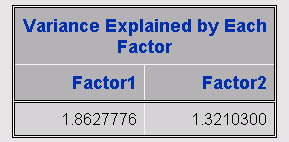 Variance Explained by Each
Factor
Factor1 Factor2
1.8627776 1.3210300